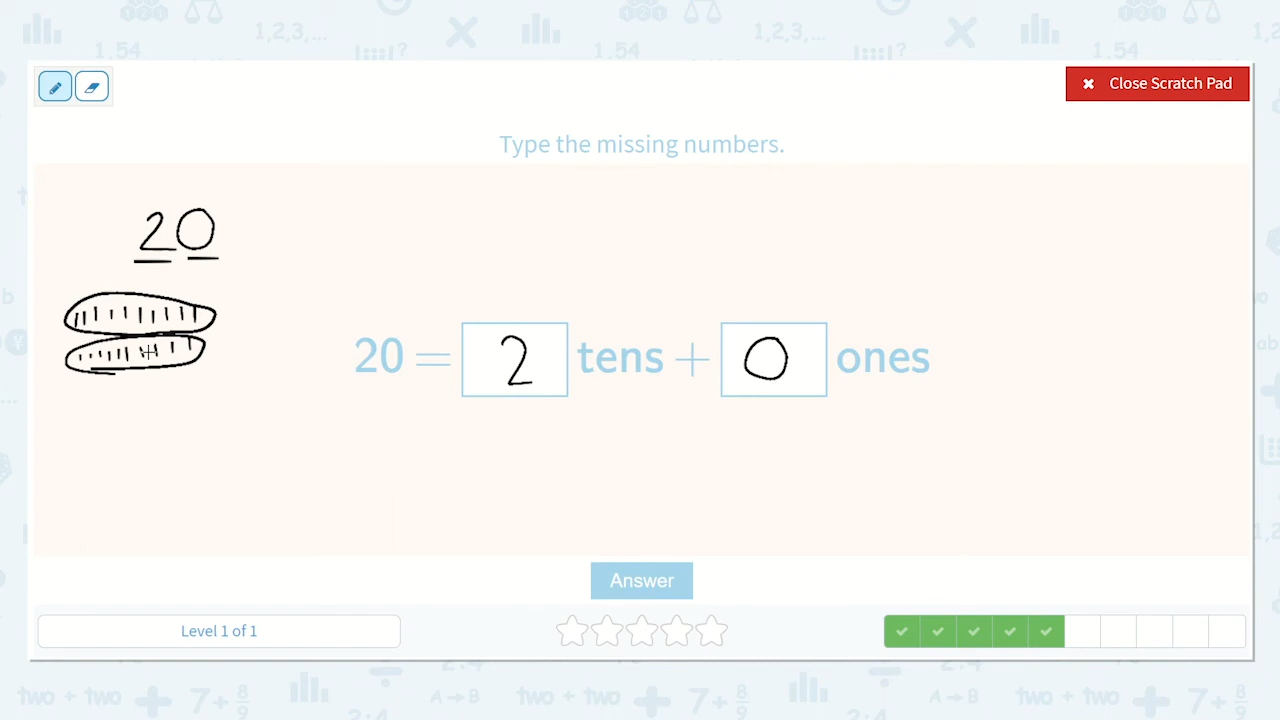 Close Scratch Pad
Type the missing numbers.
20
20 = 2 tens + 0 ones
Answer
Level 1 of 1